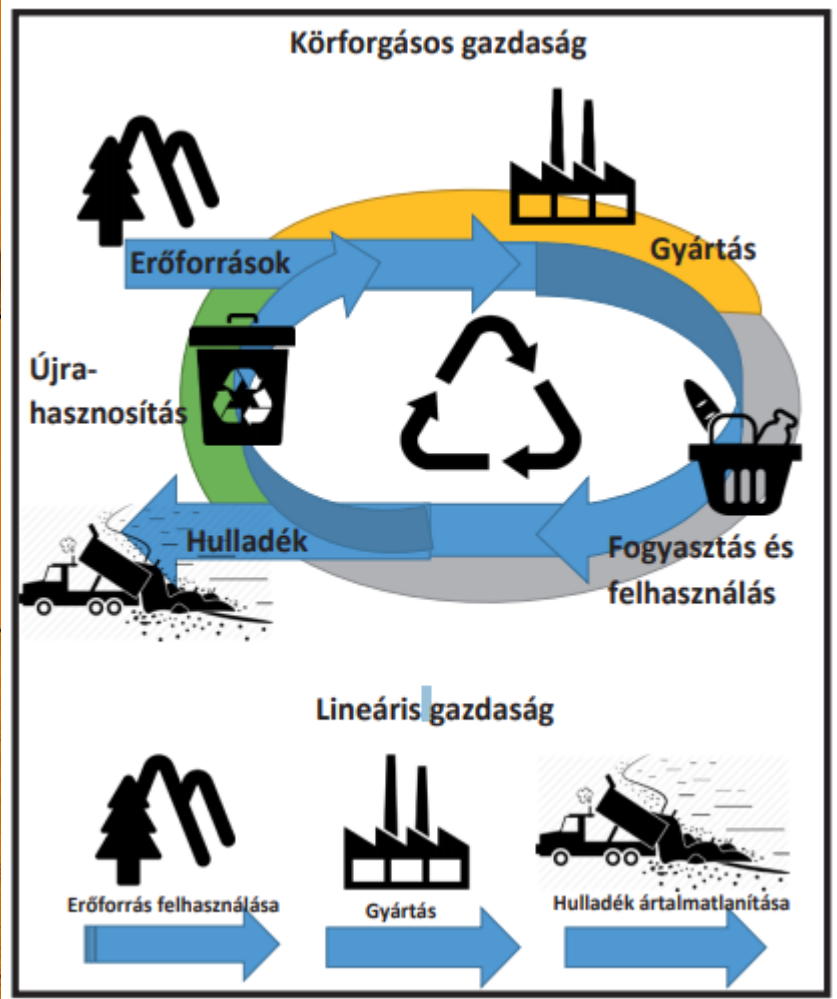 Körforgásos gazdaság
Erőforrások
Gyártás
Újra-
hasznosítás
Hulladék
Fogyasztás és
felhasználás
Lineáris gazdaság
Erőforrás felhasználása
Gyártás
Hulladék ártalmatlanítása